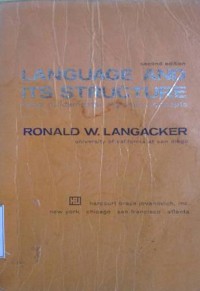 second edition
LANGUAGE AND
ITS STRUCTURE
RONALD W. LANGACKER
university of california at san diego
harcourt brace jovanovich, inc.
new york chicago san francisco atlanta